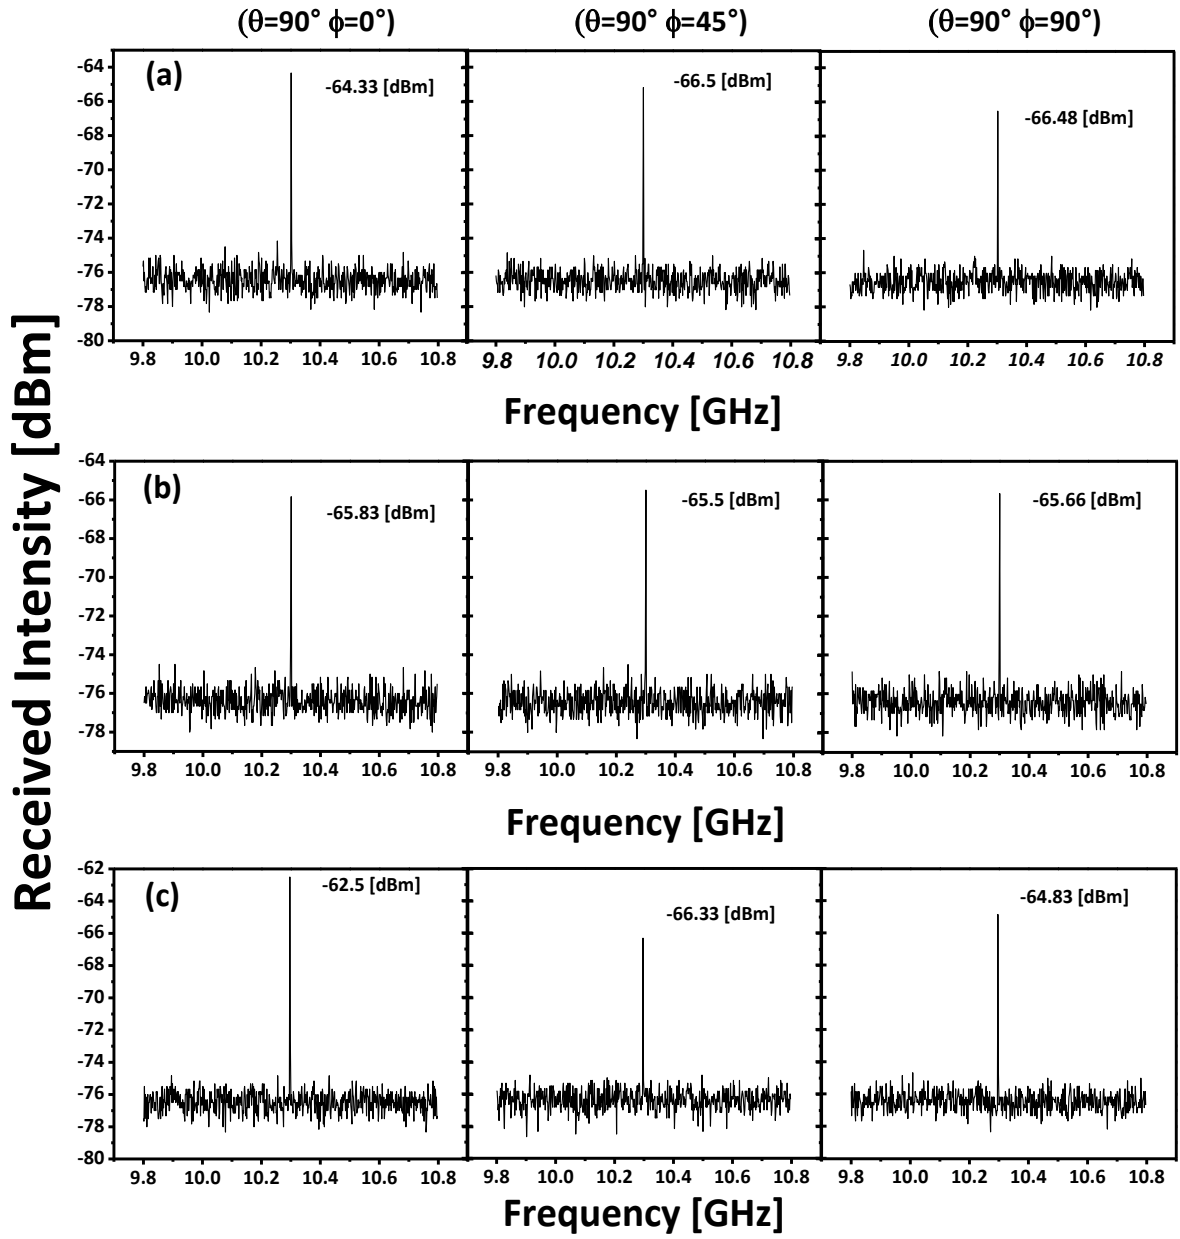 (θ=90° ϕ=0°) (θ=90° ϕ=45°) (θ=90° ϕ=90°)
Received Intensity [dBm]
(a)
-64.33 [dBm] -66.5 [dBm] -66.48 [dBm]
-64
-66
-68
-70
-72
-74
-76
-78
-80
9.8 10.0 10.2 10.4 10.6 10.8 9.8 10.0 10.2 10.4 10.6 10.8 9.8 10.0 10.2 10.4 10.6 10.8
Frequency [GHz]
(b)
-65.83 [dBm] -65.5 [dBm] -65.66 [dBm]
-64
-66
-68
-70
-72
-74
-76
-78
9.8 10.0 10.2 10.4 10.6 10.8 9.8 10.0 10.2 10.4 10.6 10.8 9.8 10.0 10.2 10.4 10.6 10.8
Frequency [GHz]
(c)
-62.5 [dBm] -66.33 [dBm] -64.83 [dBm]
-62
-64
-66
-68
-70
-72
-74
-76
-78
-80
9.8 10.0 10.2 10.4 10.6 10.8 9.8 10.0 10.2 10.4 10.6 10.8 9.8 10.0 10.2 10.4 10.6 10.8
Frequency [GHz]